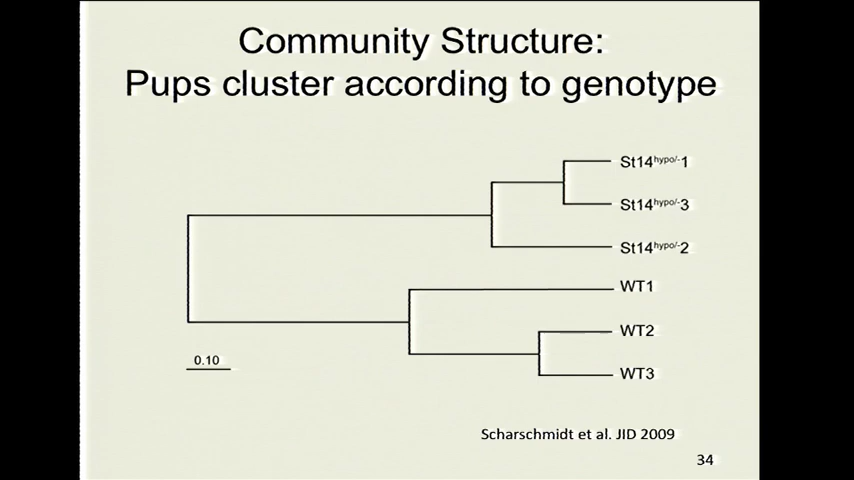 Community Structure:
Pups cluster according to genotype
St14hypo/-1
St14hypo/-3
St14hypo/-2
WT1
WT2
WT3
0.10
Scharschmidt et al. JID 2009
34